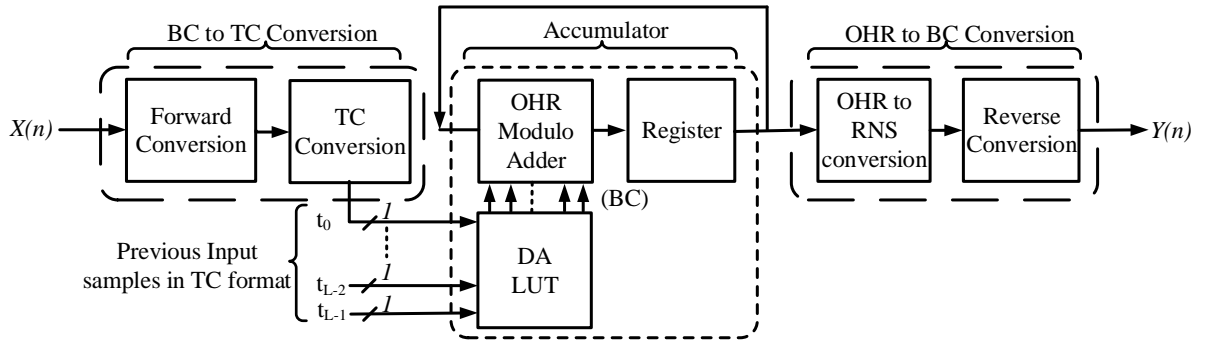 BC to TC Conversion
Accumulator
OHR to BC Conversion
X(n)
Forward
Conversion
TC
Conversion
OHR
Modulo
Adder
Register
OHR to
RNS
conversion
Reverse
Conversion
Y(n)
(BC)
Previous Input
samples in TC format
t0
1
tL-2
1
tL-1
1
DA
LUT